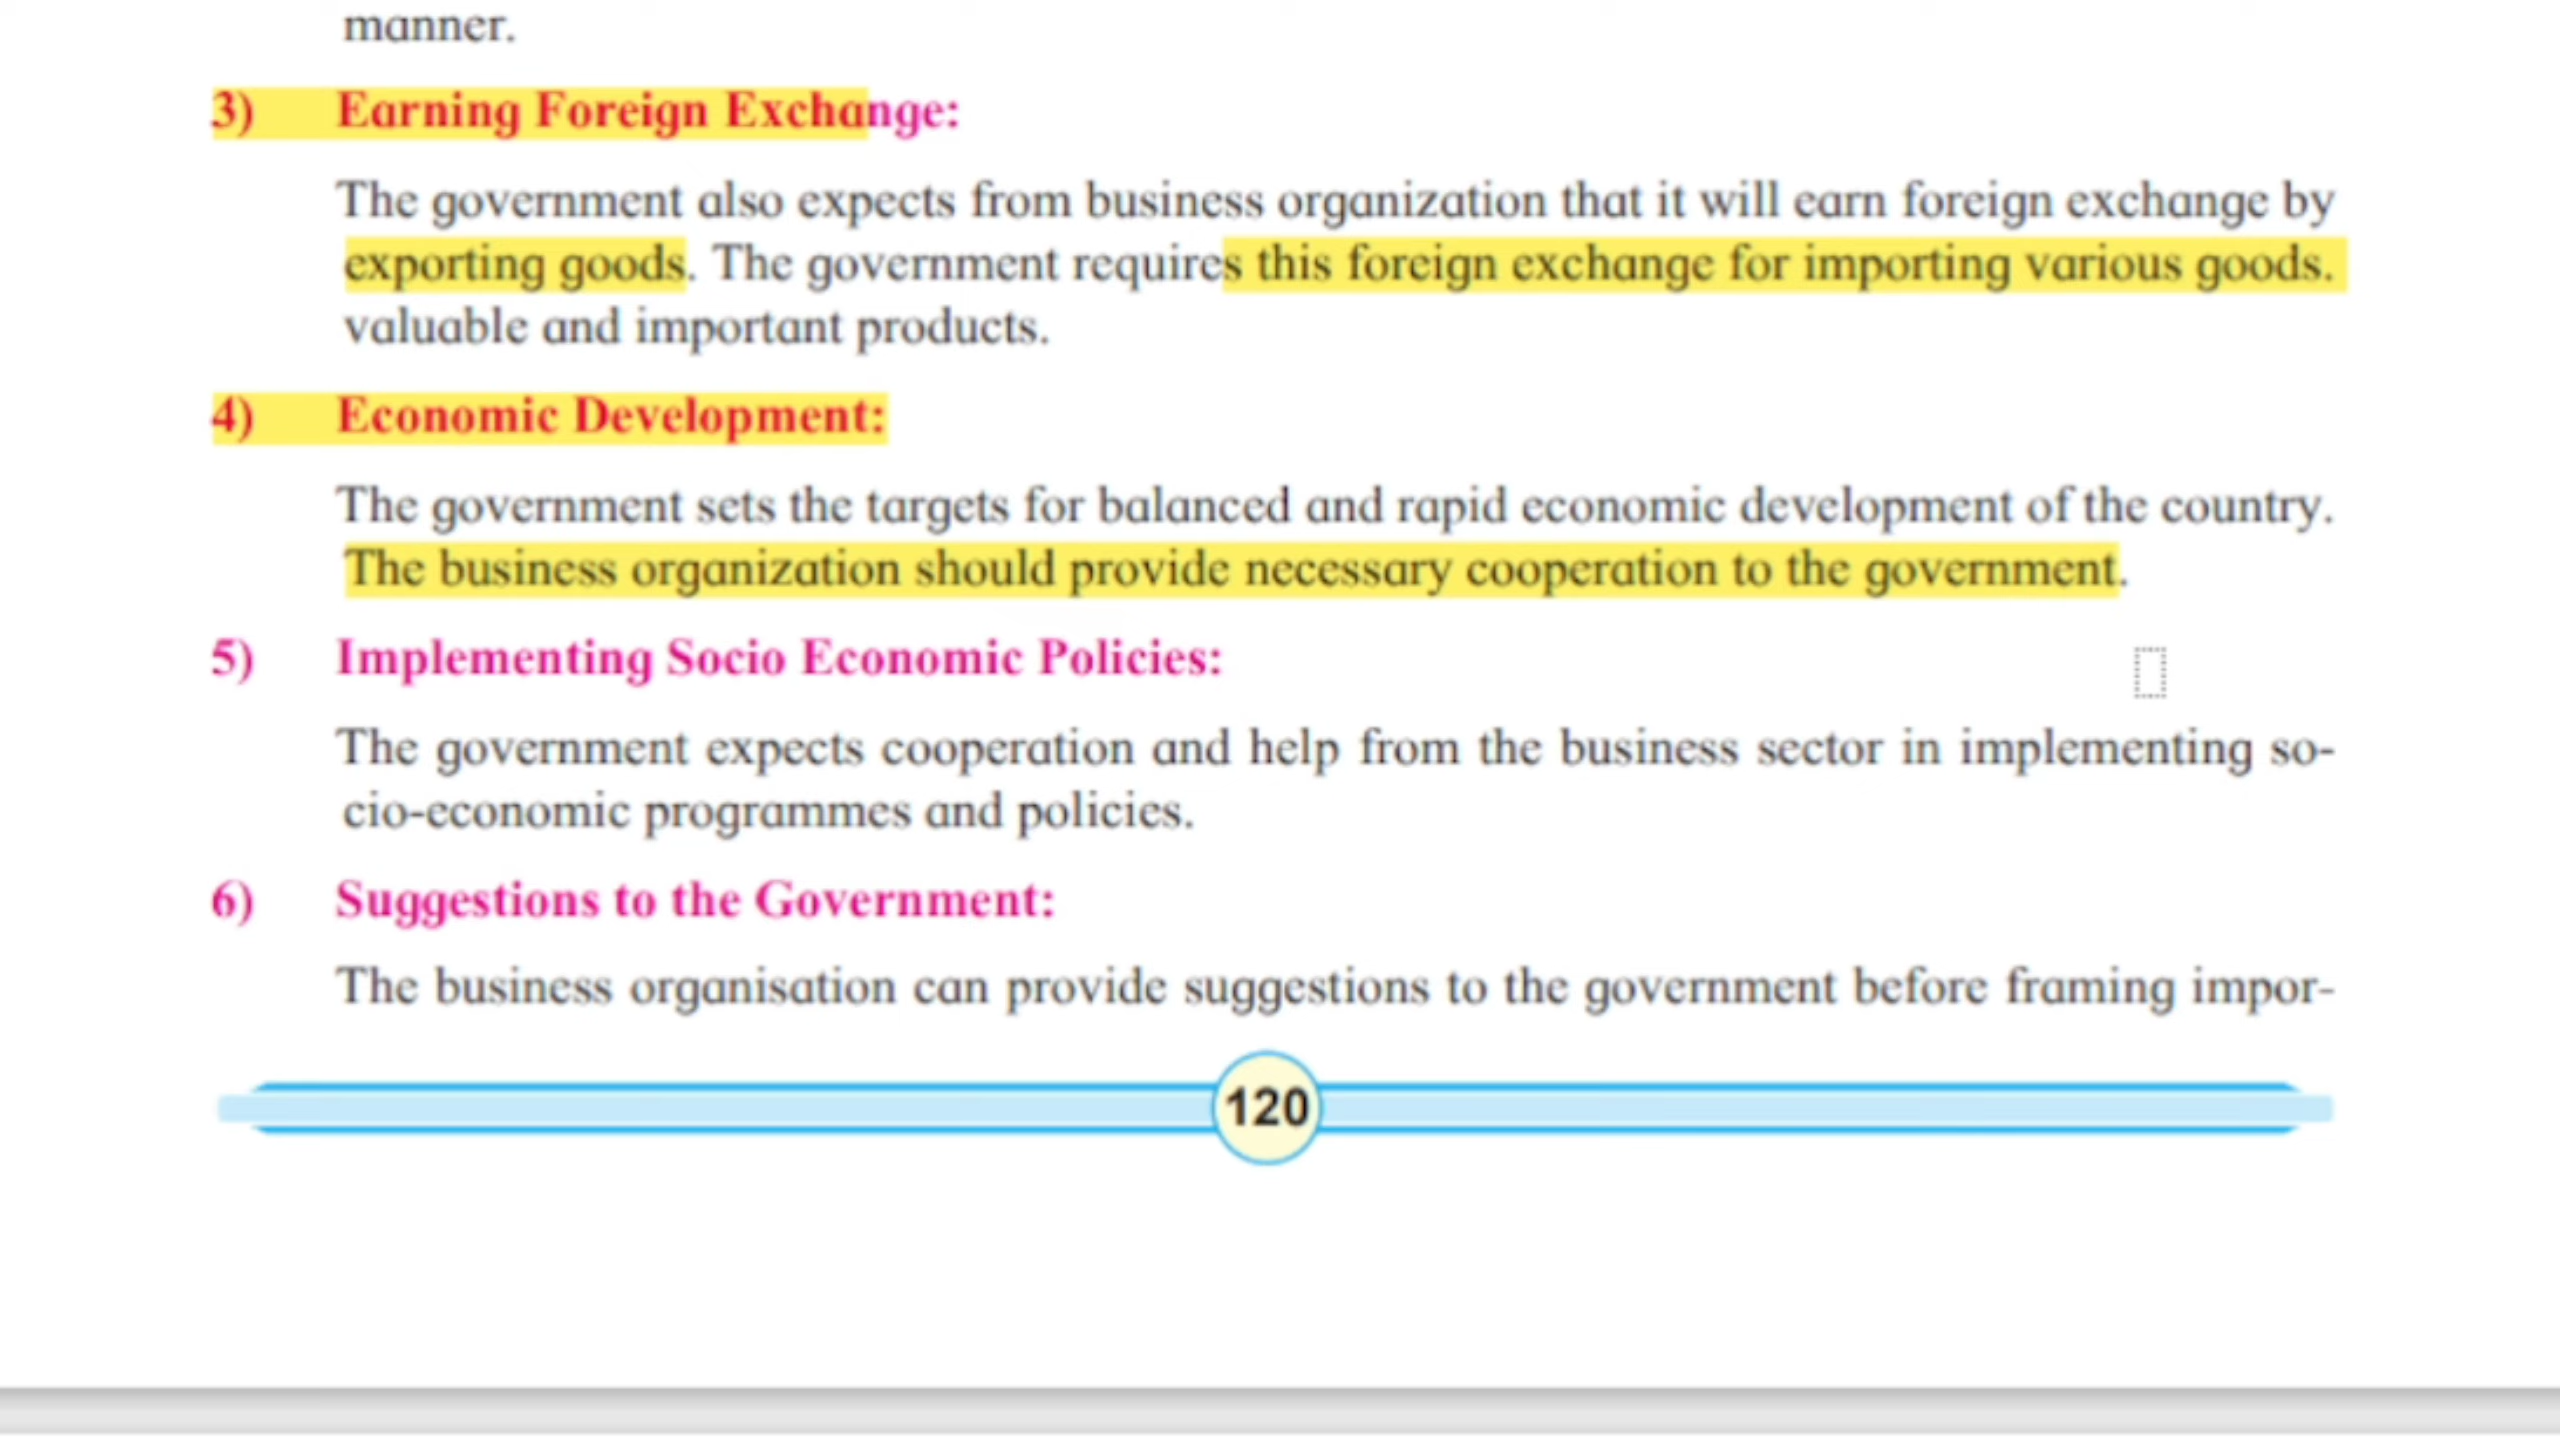 manner.
3) Earning Foreign Exchange:
The government also expects from business organization that it will earn foreign exchange by
exporting goods. The government requires this foreign exchange for importing various goods.
valuable and important products.
4) Economic Development:
The government sets the targets for balanced and rapid economic development of the country.
The business organization should provide necessary cooperation to the government.
5) Implementing Socio Economic Policies:
The government expects cooperation and help from the business sector in implementing so-
cio-economic programmes and policies.
6) Suggestions to the Government:
The business organisation can provide suggestions to the government before framing impor-
120